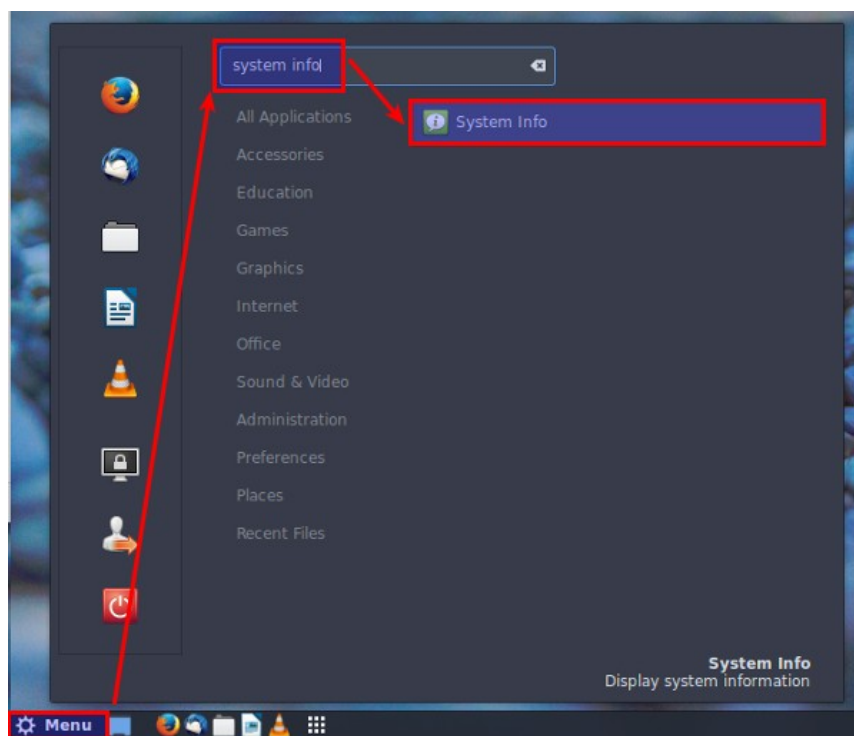 system info
All Applications
System Info
Accessories
Education
Games
Graphics
Internet
Office
Sound & Video
Administration
Preferences
Places
Recent Files
System Info
Display system information
Menu